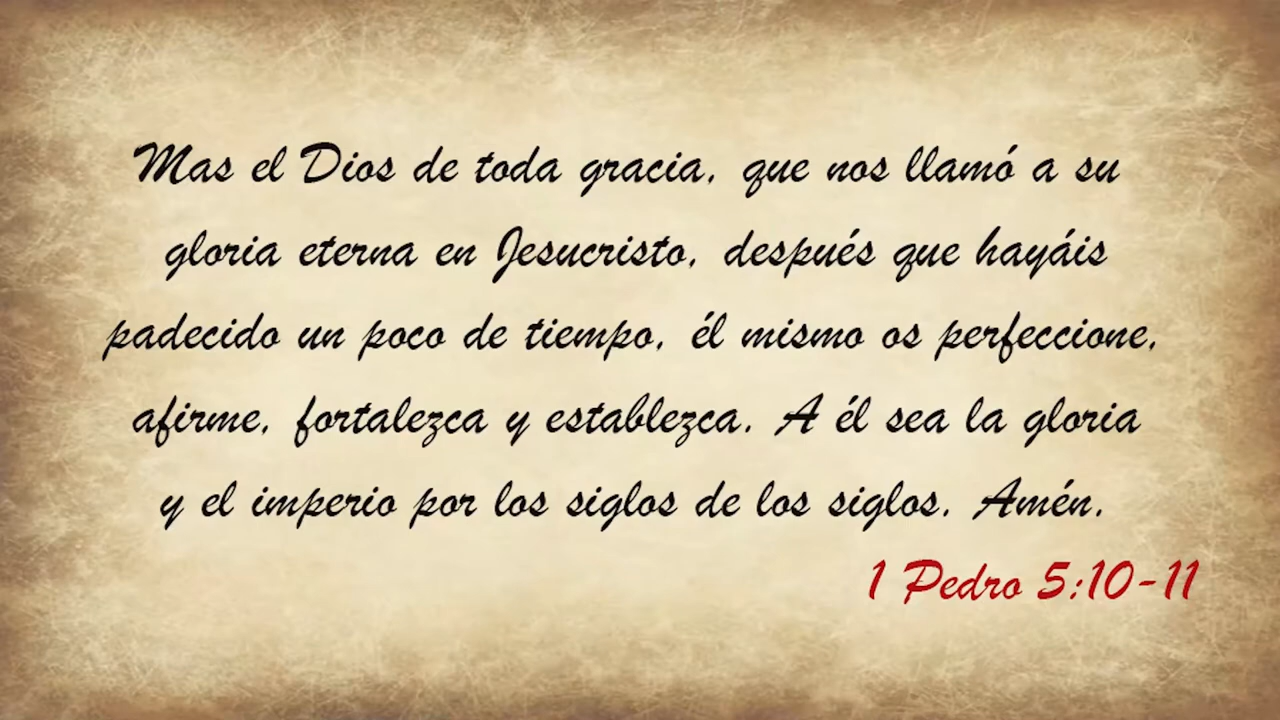 Mas el Dios de toda gracia, que nos llamó a su
gloria eterna en Jesucristo, después que hayáis
padecido un poco de tiempo, él mismo os perfeccione,
afirme, fortalezca y establezca. A él sea la gloria
y el imperio por los siglos de los siglos. Amén.
1 Pedro 5:10-11